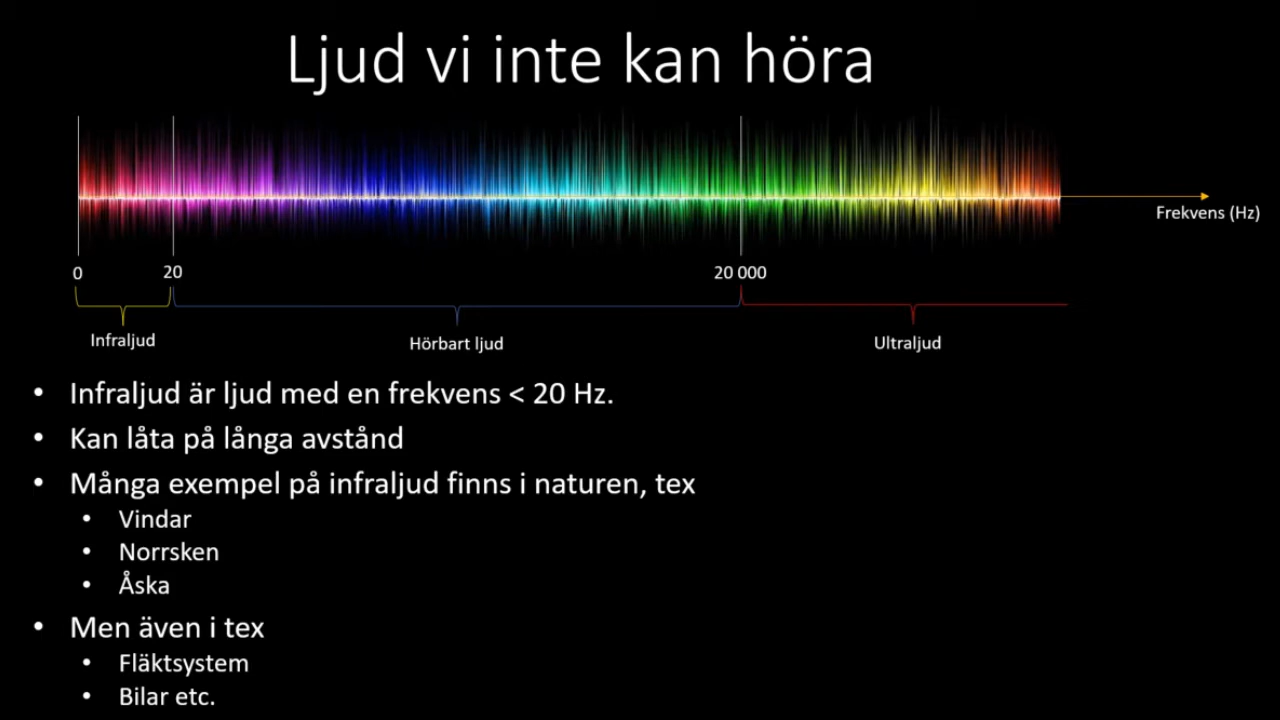 Ljud vi inte kan höra
Frekvens (Hz)
0
20
20 000
Infraljud
Hörbart ljud
Ultraljud
• Infraljud är ljud med en frekvens < 20 Hz.
• Kan låta på långa avstånd
• Många exempel på infraljud finns i naturen, tex
• Vindar
• Norrsken
• Åska
• Men även i tex
• Fläktsystem
• Bilar etc.